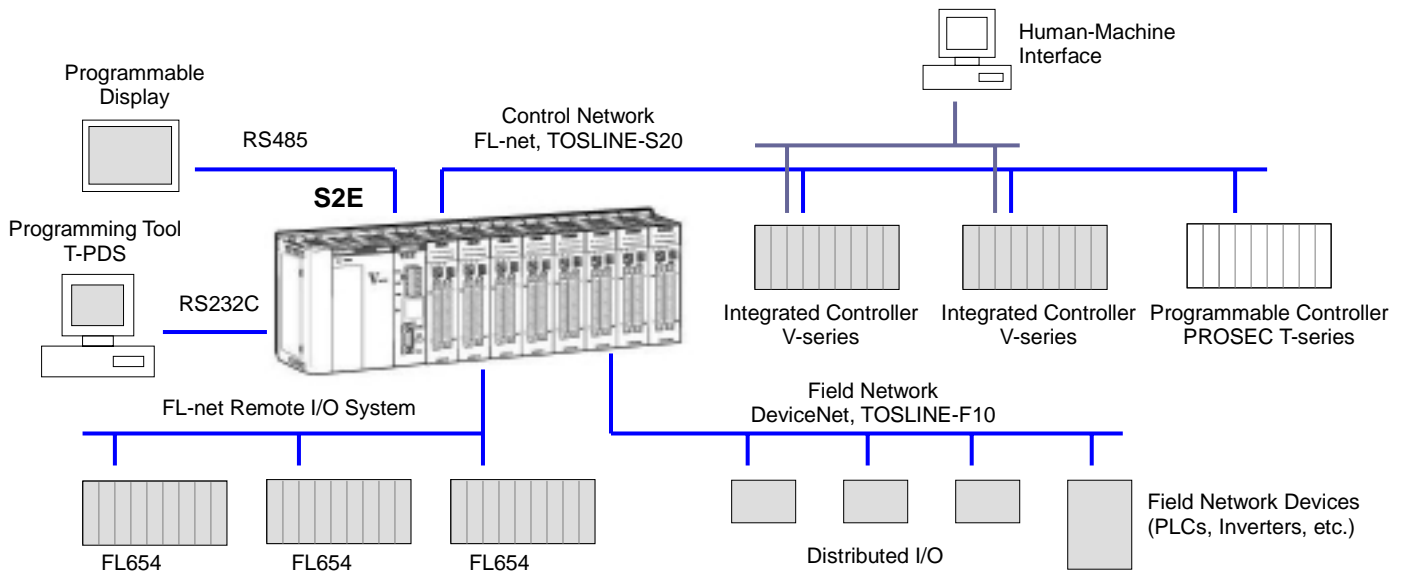 Human-Machine
Interface
Programmable
Display
Control Network
FL-net, TOSLINE-S20
RS485
S2E
Programming Tool
T-PDS
RS232C
Integrated Controller
V-series
Integrated Controller
V-series
Programmable Controller
PROSEC T-series
FL-net Remote I/O System
Field Network
DeviceNet, TOSLINE-F10
Field Network Devices
(PLCs, Inverters, etc.)
Distributed I/O
FL654
FL654
FL654